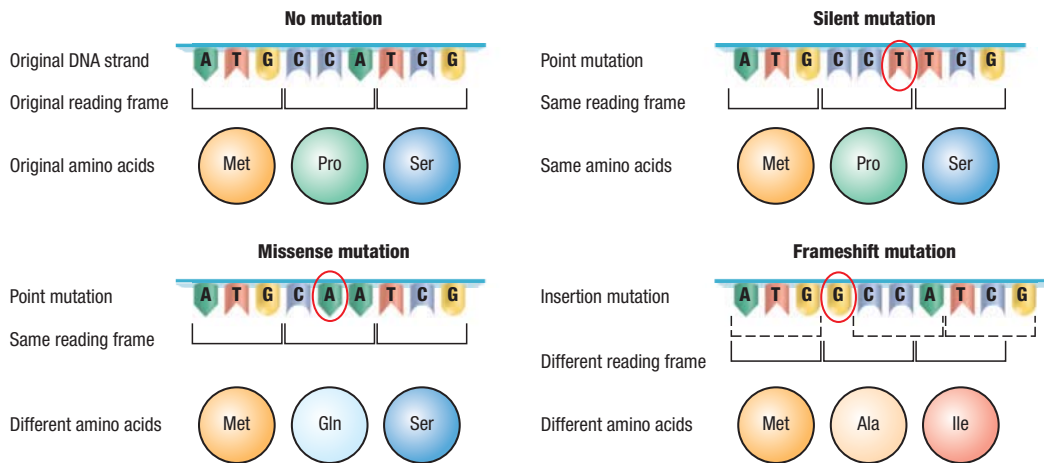 No mutation
Original DNA strand
A T G C C A T C G
Original reading frame
Original amino acids
Met Pro Ser
Silent mutation
Point mutation
A T G C C T T C G
Same reading frame
Same amino acids
Met Pro Ser
Missense mutation
Point mutation
A T G C A A T C G
Same reading frame
Different amino acids
Met Gln Ser
Frameshift mutation
Insertion mutation
A T G G C C A T C G
Different reading frame
Different amino acids
Met Ala Ile